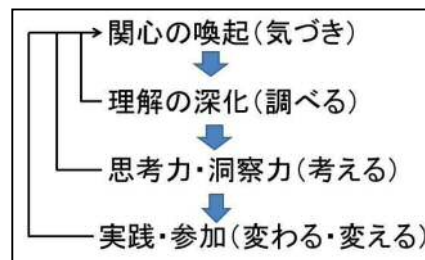 関心の喚起(気づき)
理解の深化(調べる)
思考力・洞察力(考える)
実践・参加(変わる・変える)